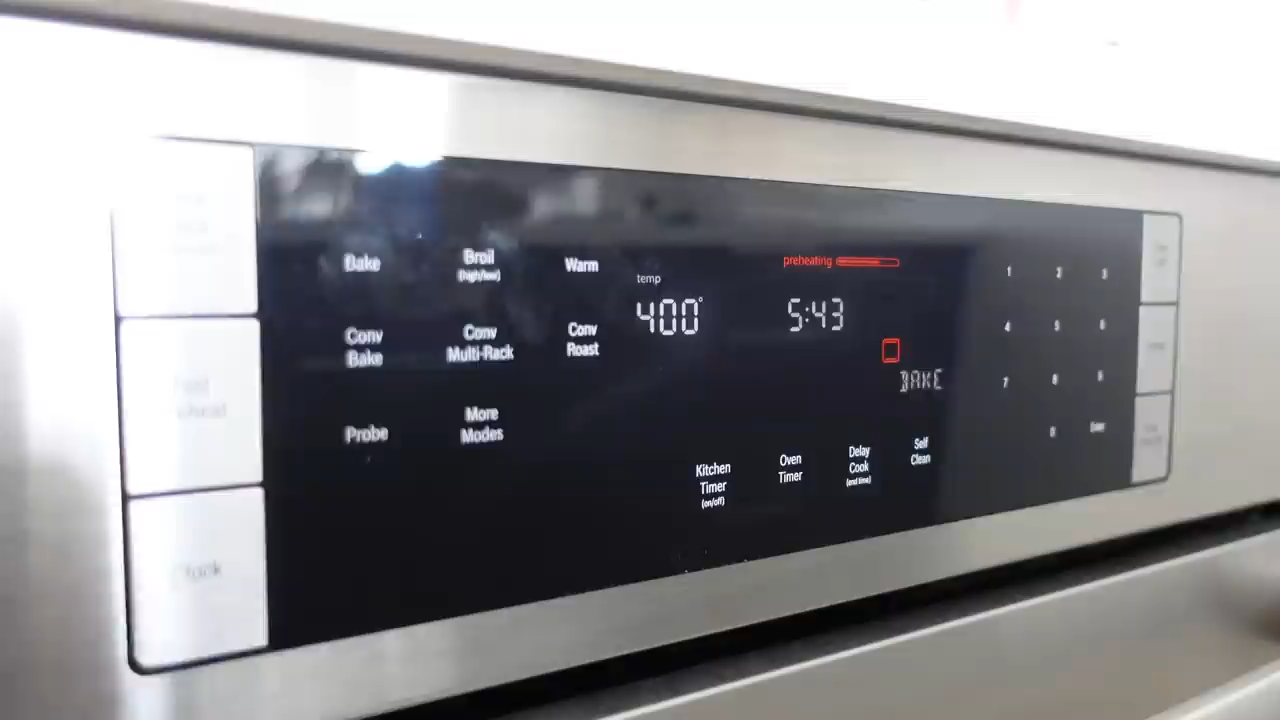 Bake
Broil
(high/low)
Warm
Conv
Bake
Conv
Multi-Rack
Conv
Roast
Probe
More
Modes
temp
400°
preheating
5:43
BAKE
Kitchen
Timer
(on/off)
Oven
Timer
Delay
Cook
(end time)
Self
Clean
1 2 3
4 5 6
7 8 9
0 Enter
Clock